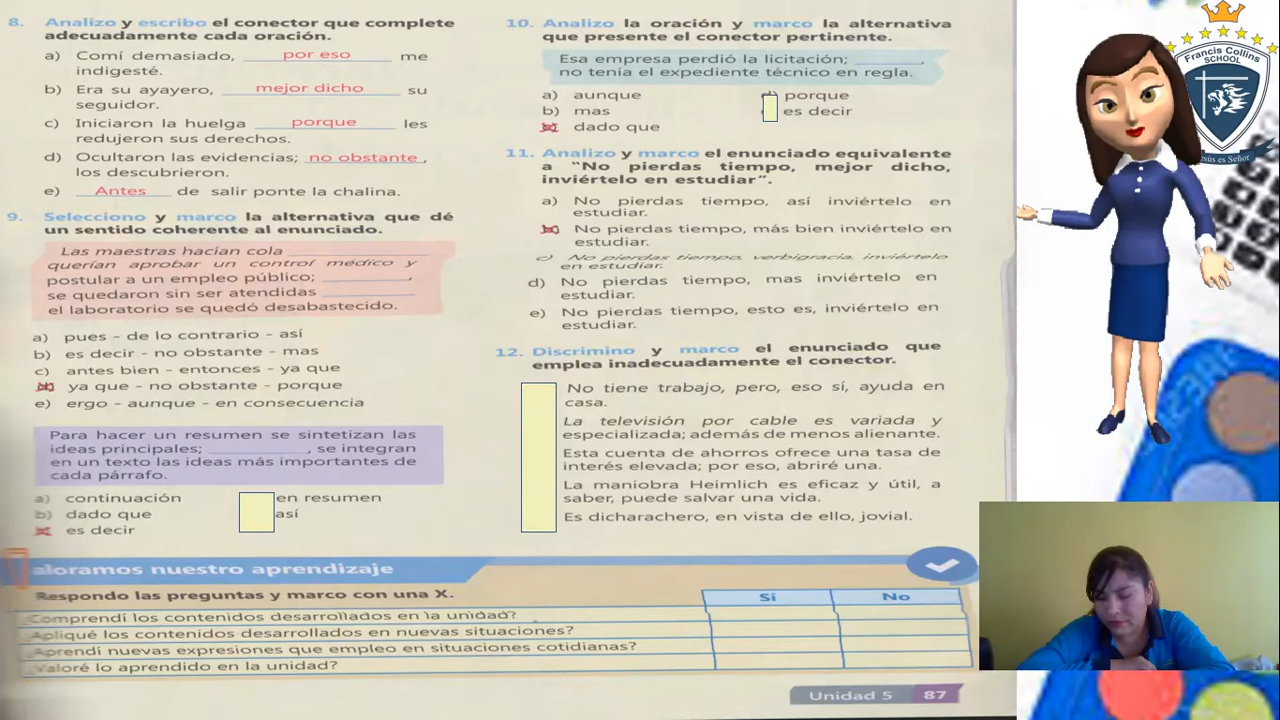 8. Analizo y escribo el conector que complete
adecuadamente cada oración.
a) Comí demasiado, por eso me
indigesté.
b) Era su ayayero, mejor dicho su
seguidor.
c) Iniciaron la huelga porque les
redujeron sus derechos.
d) Ocultaron las evidencias; no obstante,
los descubrieron.
e) Antes de salir ponte la chalina.
9. Selecciono y marco la alternativa que dé
un sentido coherente al enunciado.
Las maestras hacían cola
querían aprobar un control médico y
postular a un empleo público; ________,
se quedaron sin ser atendidas ________
el laboratorio se quedó desabastecido.
a) pues - de lo contrario - así
b) es decir - no obstante - mas
c) antes bien - entonces - ya que
ya que - no obstante - porque
e) ergo - aunque - en consecuencia
Para hacer un resumen se sintetizan las
ideas principales; ________, se integran
en un texto las ideas más importantes de
cada párrafo.
a) continuación
en resumen
b) dado que
así
es decir
10. Analizo la oración y marco la alternativa
que presente el conector pertinente.
Esa empresa perdió la licitación; ________,
no tenía el expediente técnico en regla.
a) aunque
porque
b) mas
es decir
dado que
11. Analizo y marco el enunciado equivalente
a "No pierdas tiempo, mejor dicho,
inviértelo en estudiar".
a) No pierdas tiempo, así inviértelo en
estudiar.
No pierdas tiempo, más bien inviértelo en
estudiar.
c) No pierdas tiempo, verbigracia, inviértelo
en estudiar.
d) No pierdas tiempo, mas inviértelo en
estudiar.
e) No pierdas tiempo, esto es, inviértelo en
estudiar.
12. Discrimino y marco el enunciado que
emplea inadecuadamente el conector.
No tiene trabajo, pero, eso sí, ayuda en
casa.
La televisión por cable es variada y
especializada; además de menos alienante.
Esta cuenta de ahorros ofrece una tasa de
interés elevada; por eso, abriré una.
La maniobra Heimlich es eficaz y útil, a
saber, puede salvar una vida.
Es dicharachero, en vista de ello, jovial.
aloramos nuestro aprendizaje
Respondo las preguntas y marco con una X.
Sí No
¿Comprendí los contenidos desarrollados en la unidad?
¿Apliqué los contenidos desarrollados en nuevas situaciones?
¿Aprendí nuevas expresiones que empleo en situaciones cotidianas?
¿Valoré lo aprendido en la unidad?
Unidad 5 87
Francis Collins
SCHOOL
Jesús es Señor